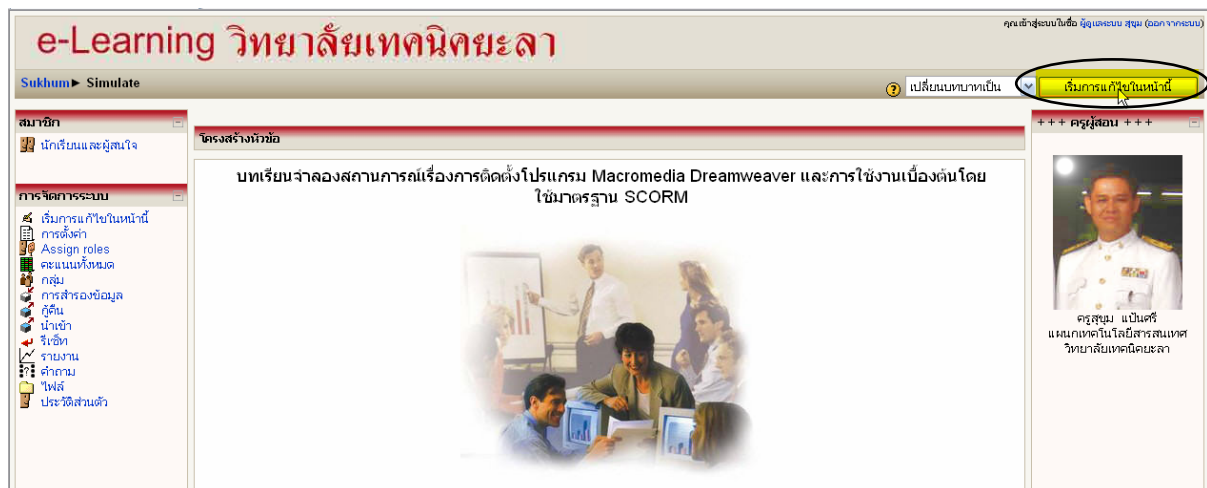 คุณเข้าสู่ระบบในชื่อ ผู้ดูแลระบบ สุขุม (ออกจากระบบ)
e-Learning วิทยาลัยเทคนิคยะลา
Sukhum► Simulate
เปลี่ยนบทบาทเป็น
เริ่มการแก้ไขในหน้านี้
สมาชิก
นักเรียนและผู้สนใจ
การจัดการระบบ
เริ่มการแก้ไขในหน้านี้
การตั้งค่า
Assign roles
คะแนนทั้งหมด
กลุ่ม
การสำรองข้อมูล
กู้คืน
นำเข้า
รีเซ็ท
รายงาน
คำถาม
ไฟล์
ประวัติส่วนตัว
โครงสร้างหัวข้อ
บทเรียนจำลองสถานการณ์เรื่องการติดตั้งโปรแกรม Macromedia Dreamweaver และการใช้งานเบื้องต้นโดย
ใช้มาตรฐาน SCORM
+++ ครูผู้สอน +++
ครูสุขุม แป้นศรี
แผนกเทคโนโลยีสารสนเทศ
วิทยาลัยเทคนิคยะลา